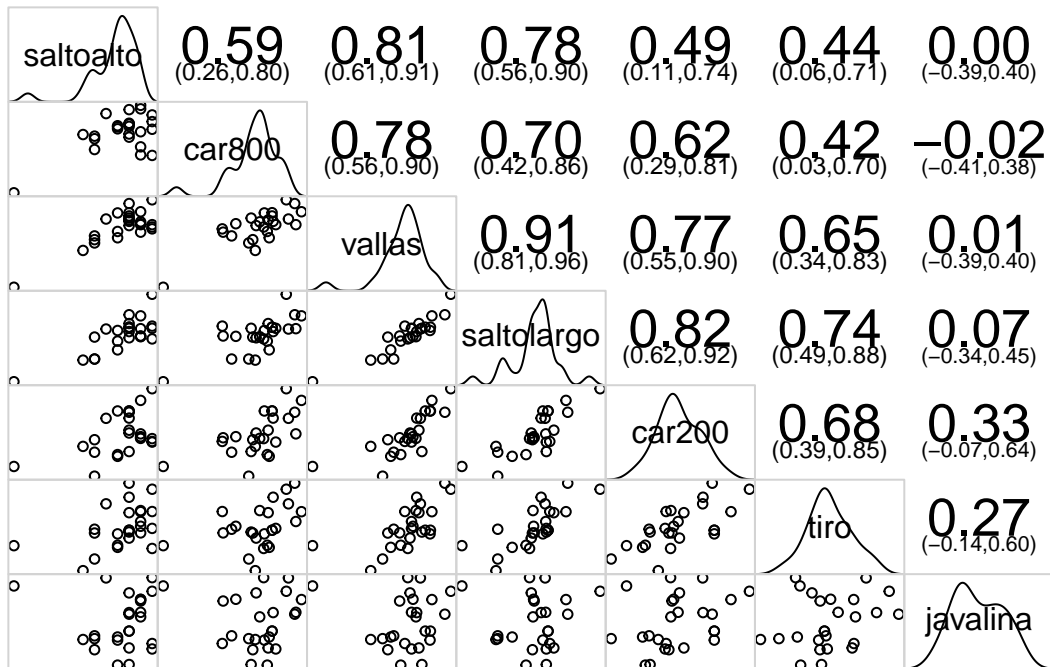 saltoalto 0.59 0.81 0.78 0.49 0.44 0.00
(0.26,0.80) (0.61,0.91) (0.56,0.90) (0.11,0.74) (0.06,0.71) (−0.39,0.40)
car800 0.78 0.70 0.62 0.42 −0.02
(0.56,0.90) (0.42,0.86) (0.29,0.81) (0.03,0.70) (−0.41,0.38)
vallas 0.91 0.77 0.65 0.01
(0.81,0.96) (0.55,0.90) (0.34,0.83) (−0.39,0.40)
saltolargo 0.82 0.74 0.07
(0.62,0.92) (0.49,0.88) (−0.34,0.45)
car200 0.68 0.33
(0.39,0.85) (−0.07,0.64)
tiro 0.27
(−0.14,0.60)
javalina